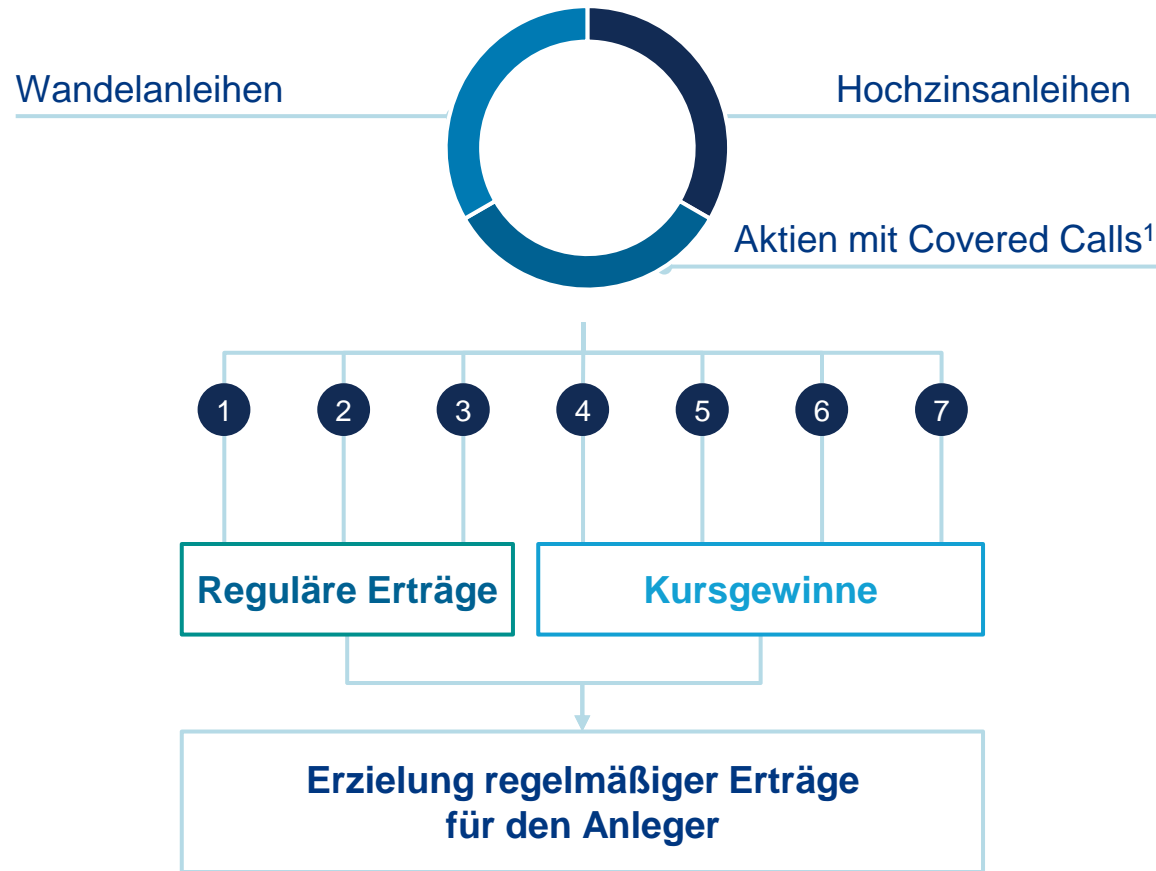 Wandelanleihen
Hochzinsanleihen
Aktien mit Covered Calls¹
1 2 3 4 5 6 7
Reguläre Erträge
Kursgewinne
Erzielung regelmäßiger Erträge
für den Anleger